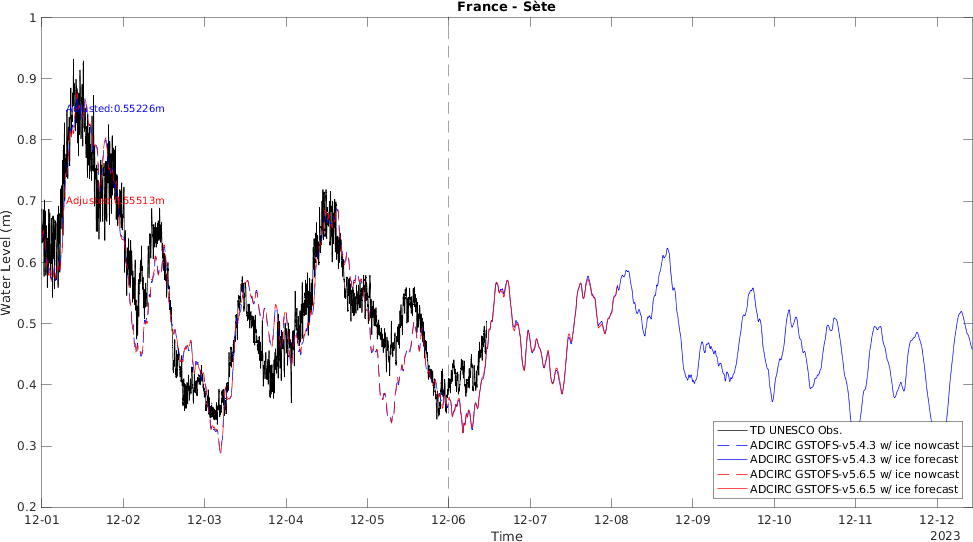 France - Sète
Water Level (m)
1
0.9
0.8
0.7
0.6
0.5
0.4
0.3
0.2
Adjusted:0.55226m
Adjusted:0.55513m
TD UNESCO Obs.
ADCIRC GSTOFS-v5.4.3 w/ ice nowcast
ADCIRC GSTOFS-v5.4.3 w/ ice forecast
ADCIRC GSTOFS-v5.6.5 w/ ice nowcast
ADCIRC GSTOFS-v5.6.5 w/ ice forecast
12-01 12-02 12-03 12-04 12-05 12-06 12-07 12-08 12-09 12-10 12-11 12-12
Time
2023